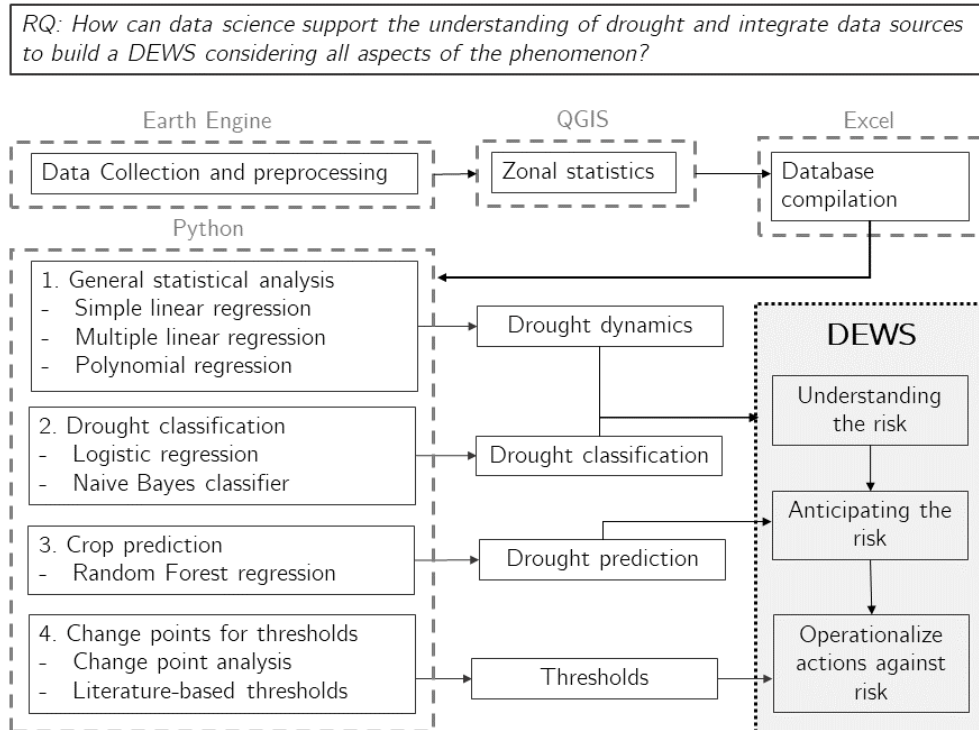 RQ: How can data science support the understanding of drought and integrate data sources
to build a DEWS considering all aspects of the phenomenon?
Earth Engine
QGIS
Excel
Data Collection and preprocessing
Zonal statistics
Database
compilation
Python
1. General statistical analysis
- Simple linear regression
- Multiple linear regression
- Polynomial regression
Drought dynamics
2. Drought classification
- Logistic regression
- Naive Bayes classifier
Drought classification
3. Crop prediction
- Random Forest regression
Drought prediction
4. Change points for thresholds
- Change point analysis
- Literature-based thresholds
Thresholds
DEWS
Understanding
the risk
Anticipating the
risk
Operationalize
actions against
risk